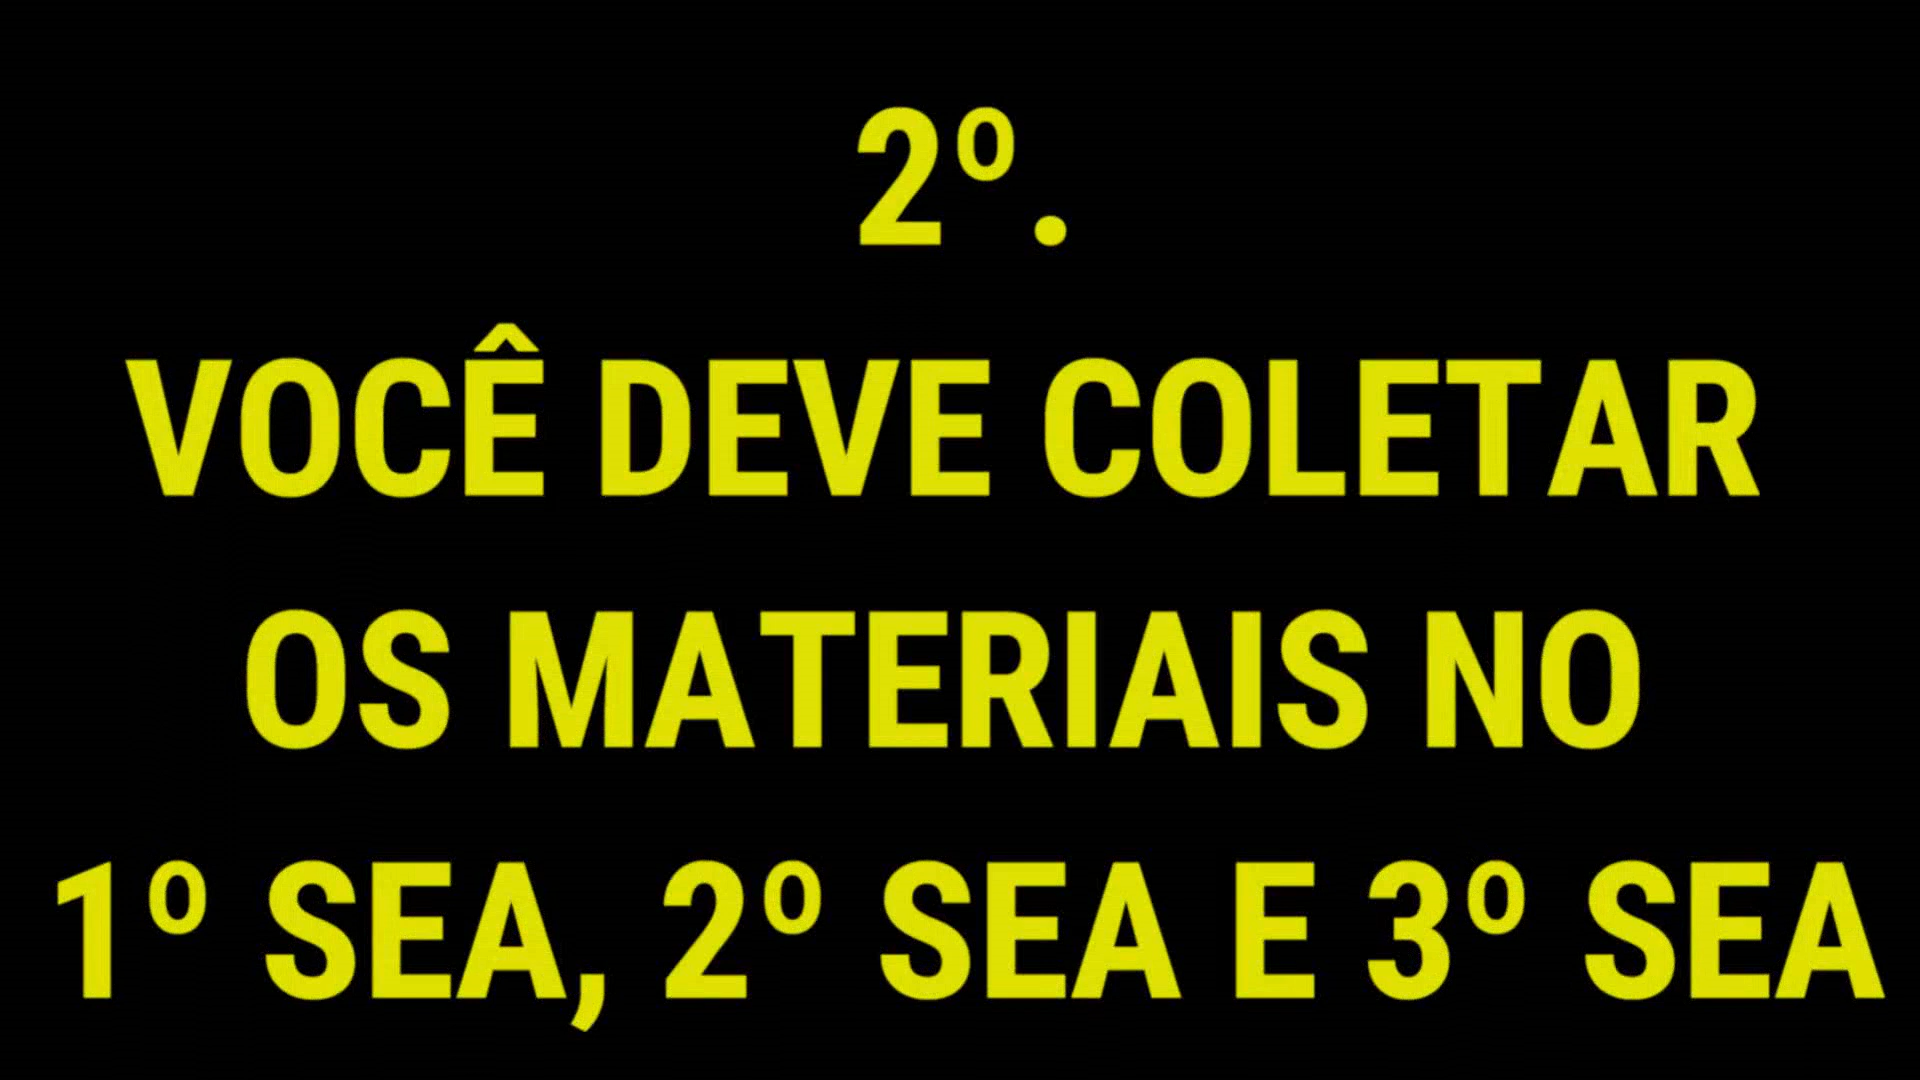 2º.
VOCÊ DEVE COLETAR
OS MATERIAIS NO
1º SEA, 2º SEA E 3º SEA